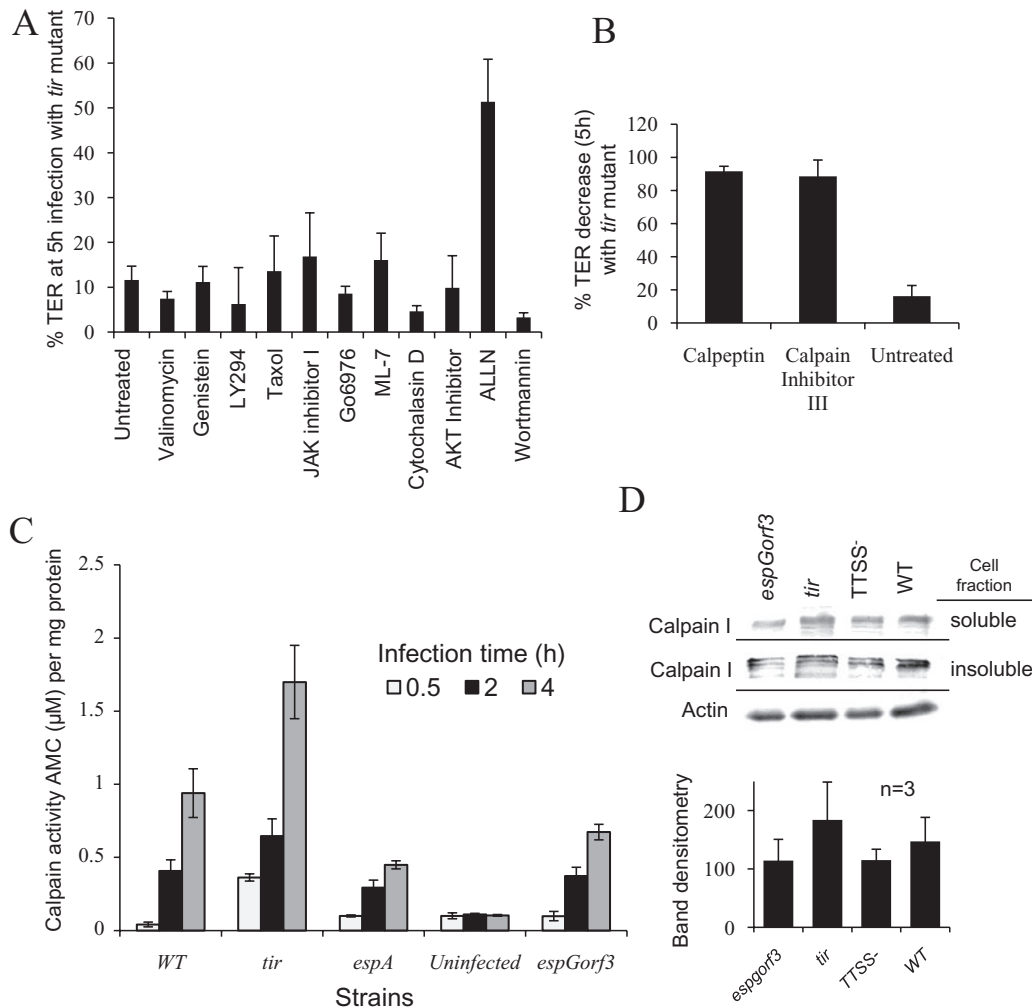 A
% TER at 5h infection with tir mutant
70
60
50
40
30
20
10
0
Untreated
Valinomycin
Genistein
LY294
Taxol
JAK inhibitor I
Go6976
ML-7
Cytochalasin D
AKT Inhibitor
ALLN
Wortmannin
B
% TER decrease (5h)
with tir mutant
120
100
80
60
40
20
0
Calpeptin
Calpain
Inhibitor
III
Untreated
C
Calpain activity AMC (µM) per mg protein
2.5
2
1.5
1
0.5
0
Infection time (h)
0.5 2 4
WT tir espA Uninfected espGorf3
Strains
D
espGorf3
tir
TTSS-
WT
Cell
fraction
Calpain I soluble
Calpain I insoluble
Actin
Band densitometry
200
100
0
n=3
espgorf3
tir
TTSS-
WT